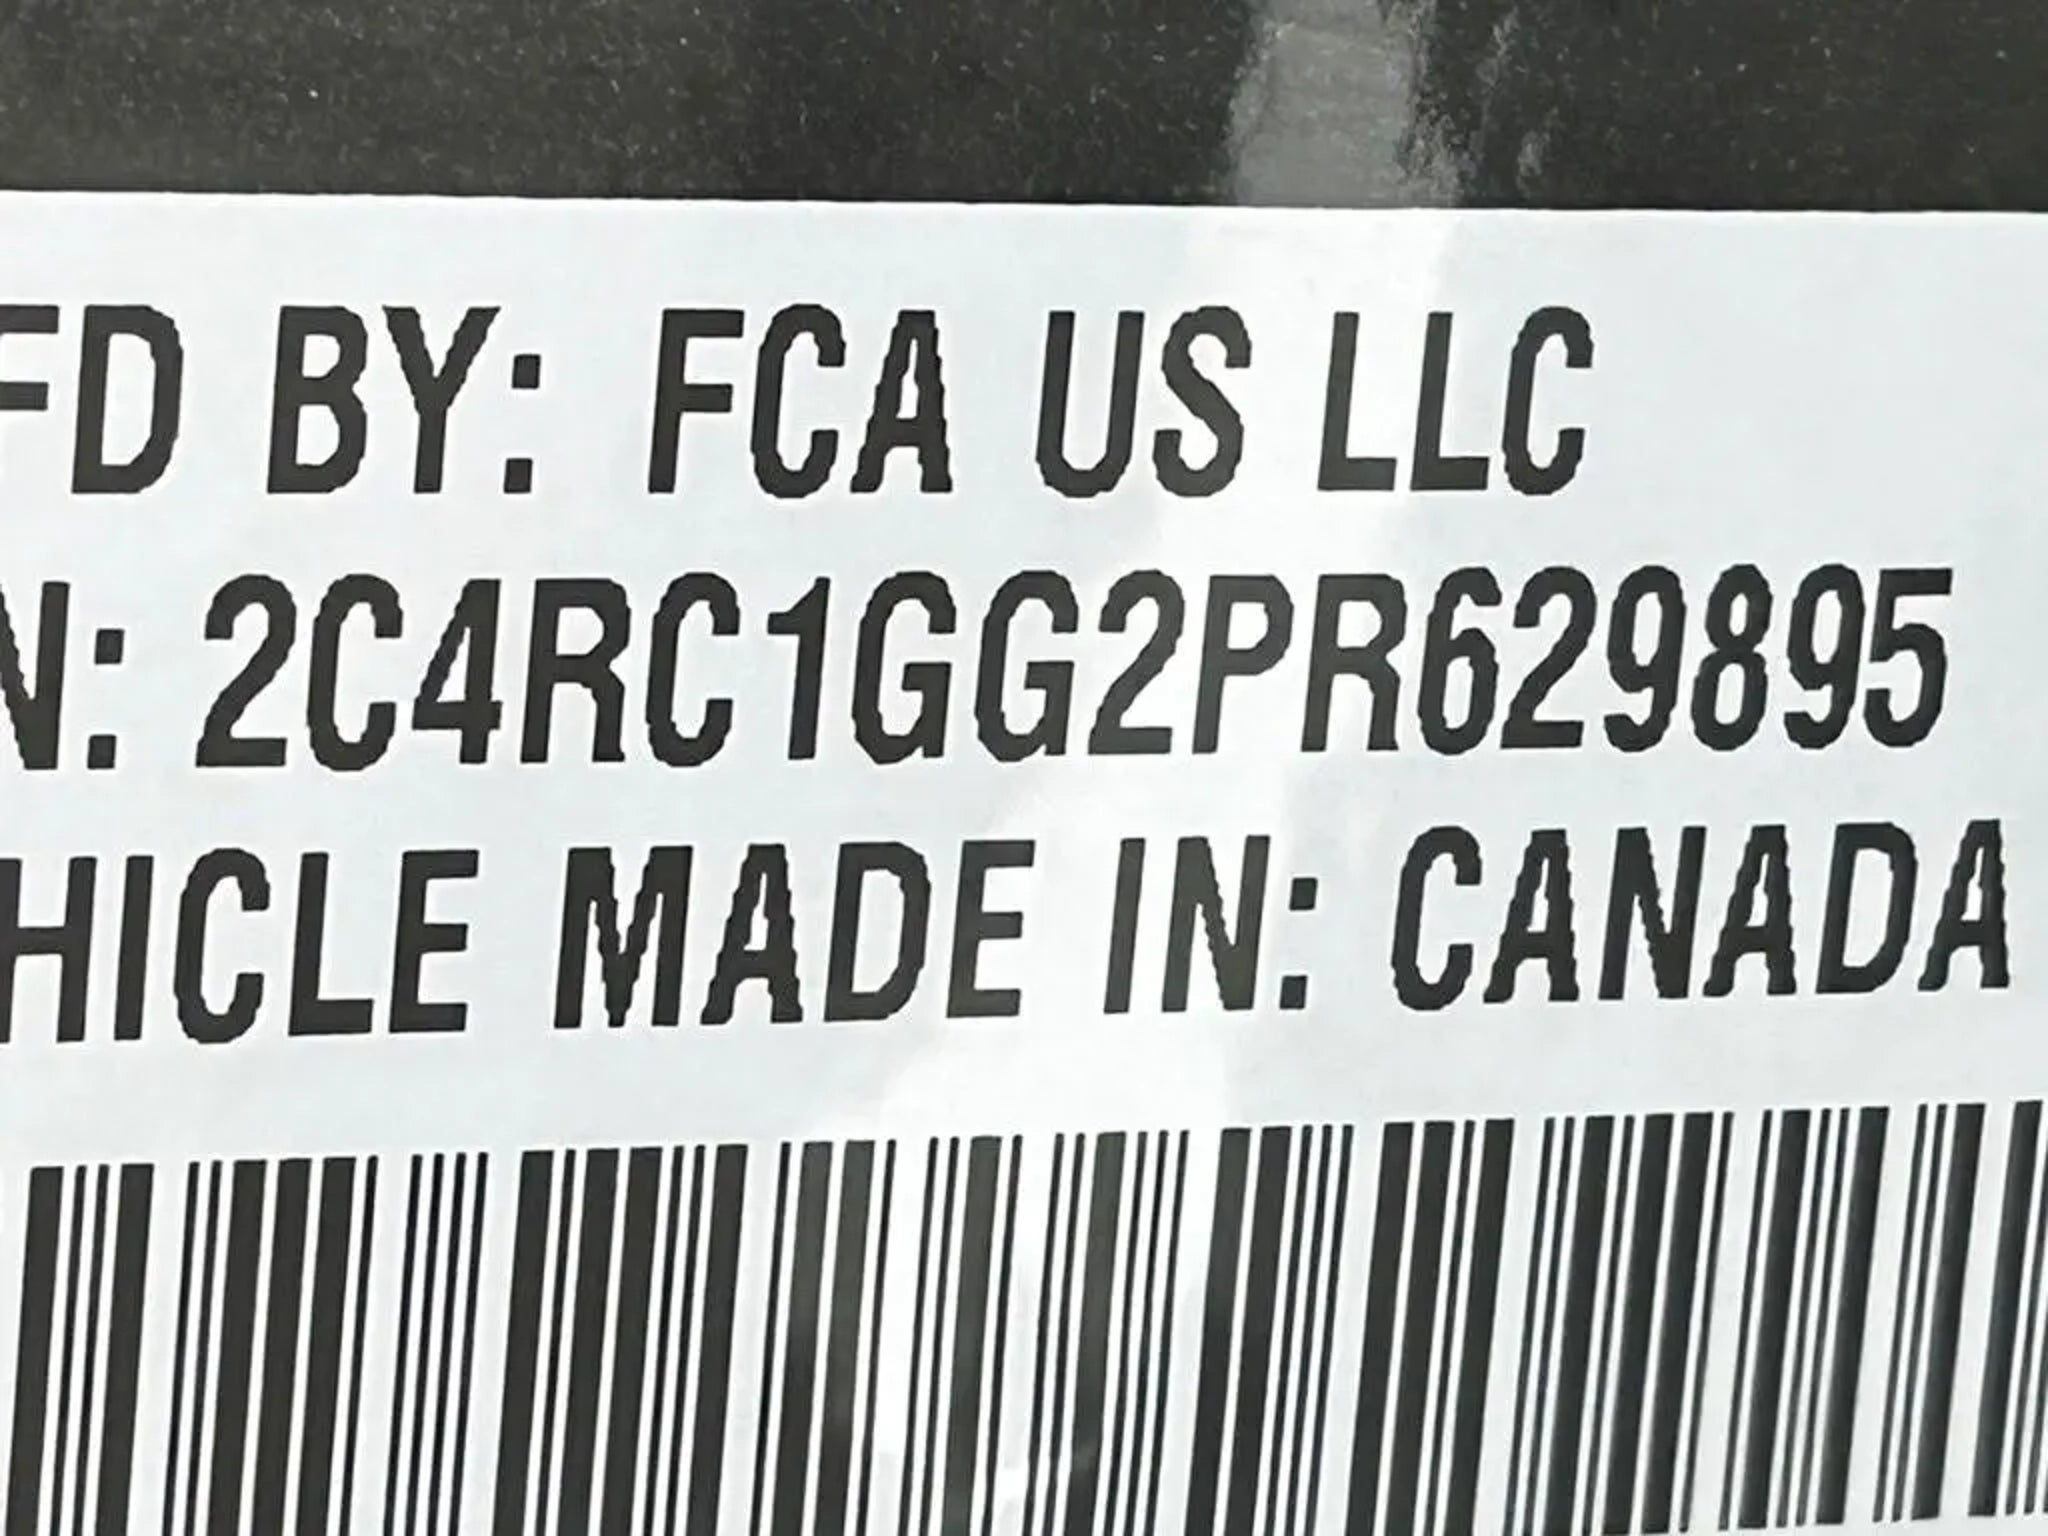 FD BY: FCA US LLC
N: 2C4RC1GG2PR629895
HICLE MADE IN: CANADA